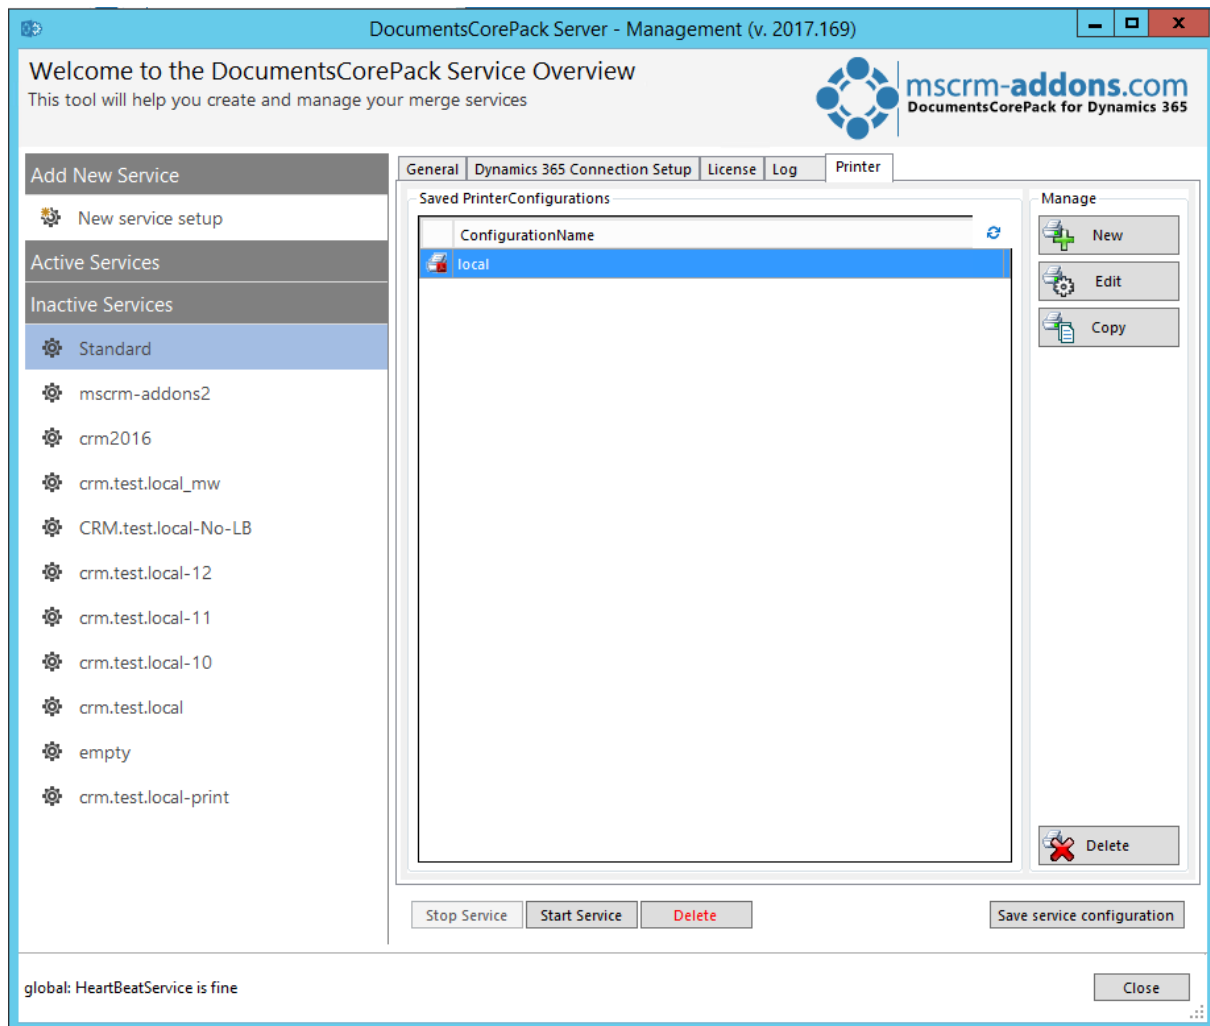 DocumentsCorePack Server - Management (v. 2017.169)
Welcome to the DocumentsCorePack Service Overview
This tool will help you create and manage your merge services
mscrm-addons.com
DocumentsCorePack for Dynamics 365
Add New Service
New service setup
Active Services
Inactive Services
Standard
mscrm-addons2
crm2016
crm.test.local_mw
CRM.test.local-No-LB
crm.test.local-12
crm.test.local-11
crm.test.local-10
crm.test.local
empty
crm.test.local-print
General Dynamics 365 Connection Setup License Log Printer
Saved PrinterConfigurations
ConfigurationName
local
Manage
New
Edit
Copy
Delete
Stop Service Start Service Delete Save service configuration
global: HeartBeatService is fine
Close